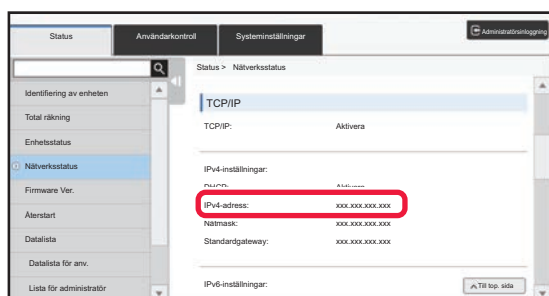 Status
Användarkontroll
Systeminställningar
Administratörsinloggning
Status > Nätverksstatus
Identifiering av enheten
Total räkning
Enhetsstatus
Nätverksstatus
Firmware Ver.
Återstart
Datalista
Datalista för anv.
Lista för administratör
TCP/IP
TCP/IP: Aktivera
IPv4-inställningar:
DHCP: Aktivera
IPv4-adress: xxx.xxx.xxx.xxx
Nätmask: xxx.xxx.xxx.xxx
Standardgateway: xxx.xxx.xxx.xxx
IPv6-inställningar:
Till top. sida